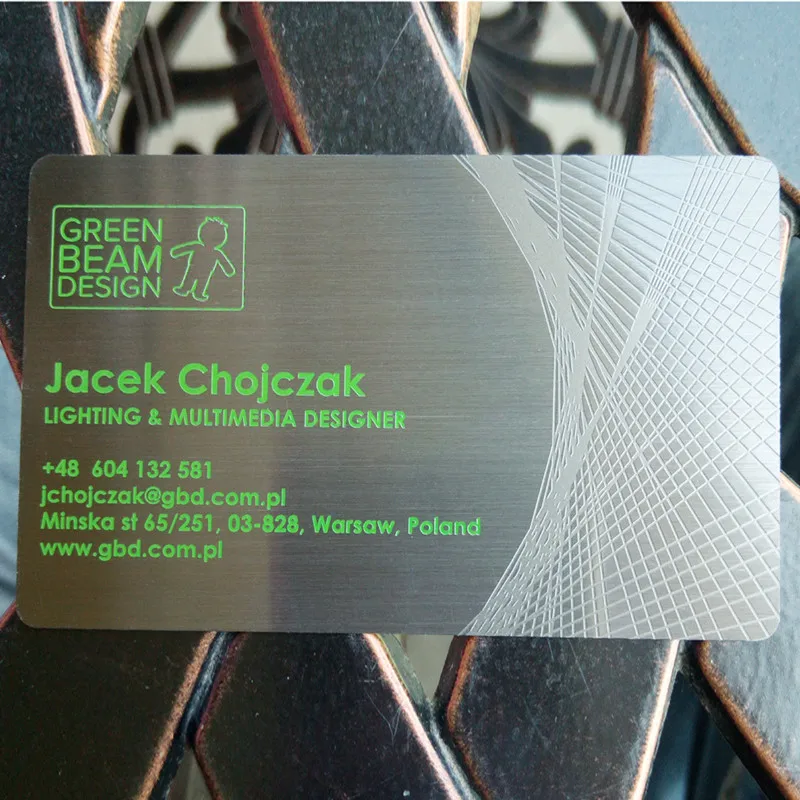 GREEN
BEAM
DESIGN
Jacek Chojczak
LIGHTING & MULTIMEDIA DESIGNER
+48 604 132 581
jchojczak@gbd.com.pl
Minska st 65/251, 03-828, Warsaw, Poland
www.gbd.com.pl